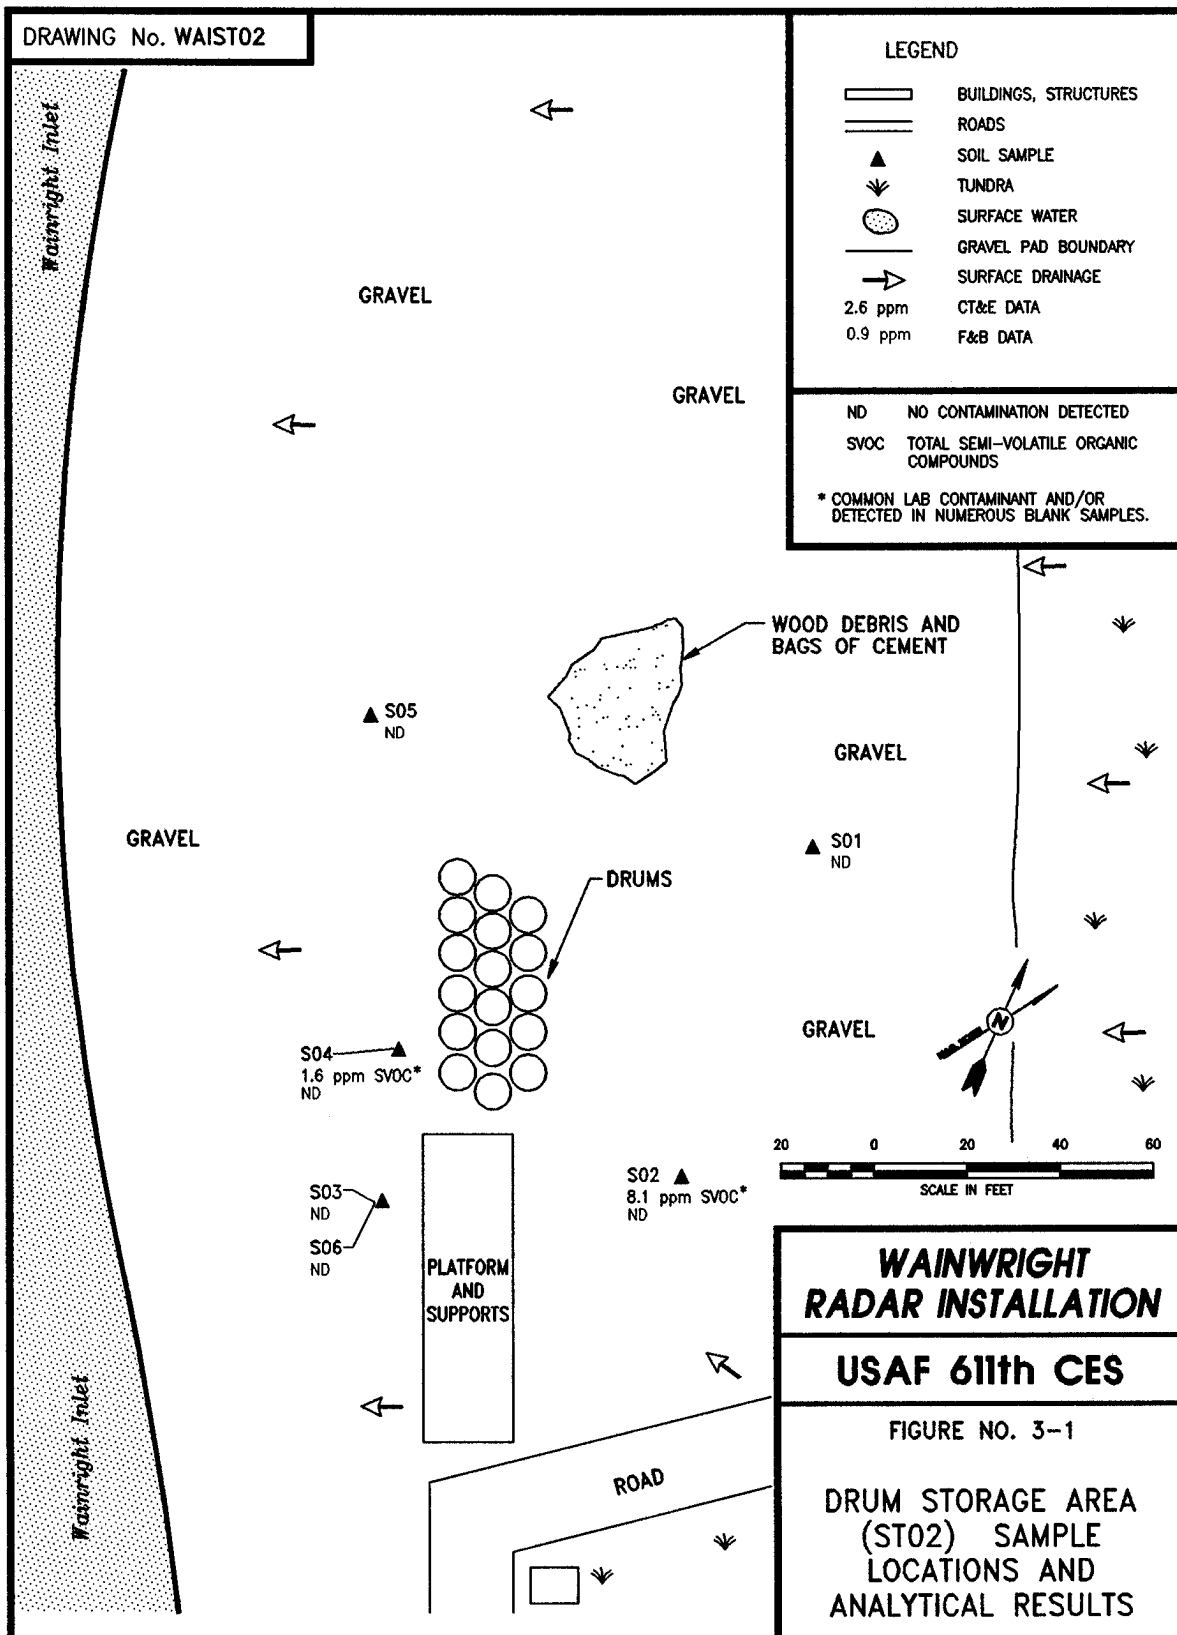 DRAWING No. WAIST02
LEGEND
BUILDINGS, STRUCTURES
ROADS
SOIL SAMPLE
TUNDRA
SURFACE WATER
GRAVEL PAD BOUNDARY
SURFACE DRAINAGE
2.6 ppm CT&E DATA
0.9 ppm F&B DATA
ND NO CONTAMINATION DETECTED
SVOC TOTAL SEMI-VOLATILE ORGANIC
COMPOUNDS
* COMMON LAB CONTAMINANT AND/OR
DETECTED IN NUMEROUS BLANK SAMPLES.
Wainright Inlet
GRAVEL
GRAVEL
WOOD DEBRIS AND
BAGS OF CEMENT
S05
ND
GRAVEL
GRAVEL
S01
ND
DRUMS
GRAVEL
N
S04
1.6 ppm SVOC*
ND
20 0 20 40 60
SCALE IN FEET
S02
8.1 ppm SVOC*
ND
S03
ND
S06
ND
PLATFORM
AND
SUPPORTS
Wainright Inlet
ROAD
WAINWRIGHT
RADAR INSTALLATION
USAF 611th CES
FIGURE NO. 3-1
DRUM STORAGE AREA
(ST02) SAMPLE
LOCATIONS AND
ANALYTICAL RESULTS